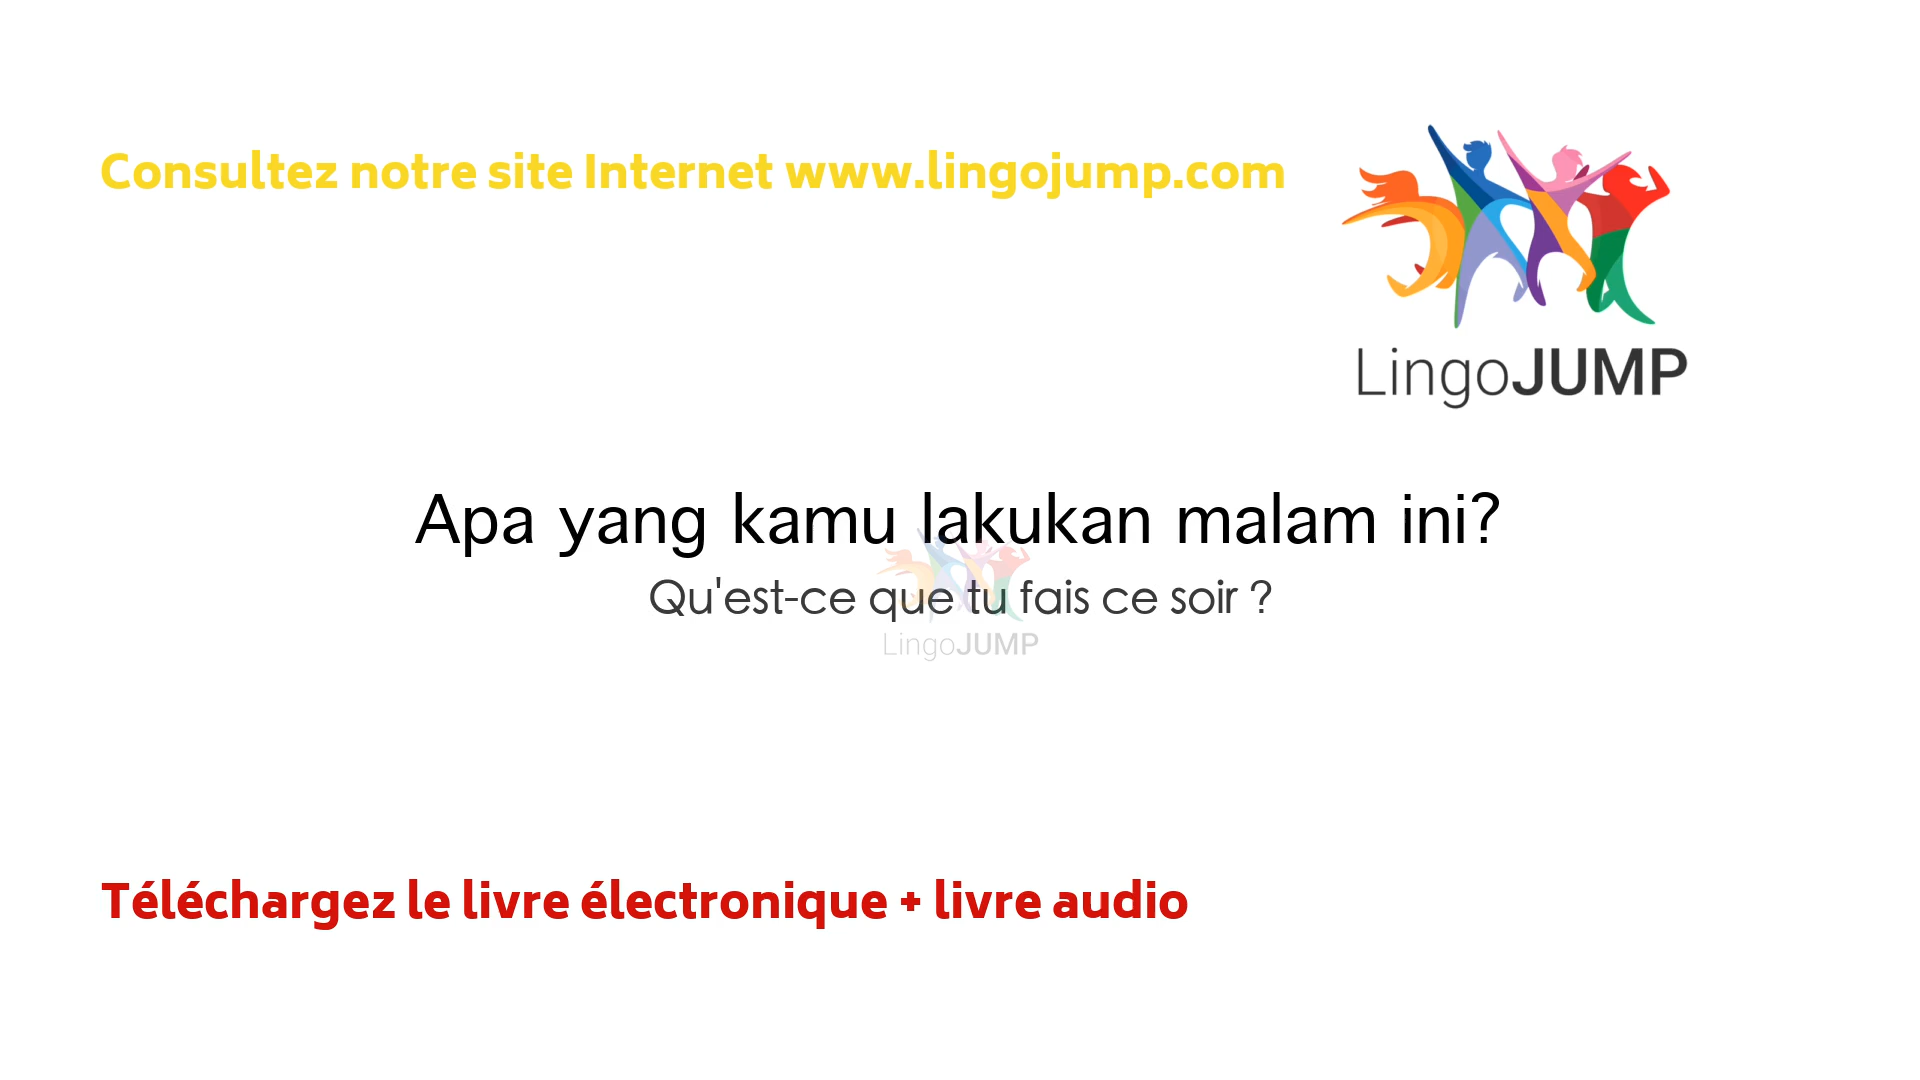 Consultez notre site Internet www.lingojump.com
LingoJUMP
Apa yang kamu lakukan malam ini?
Qu'est-ce que tu fais ce soir ?
LingoJUMP
Téléchargez le livre électronique + livre audio